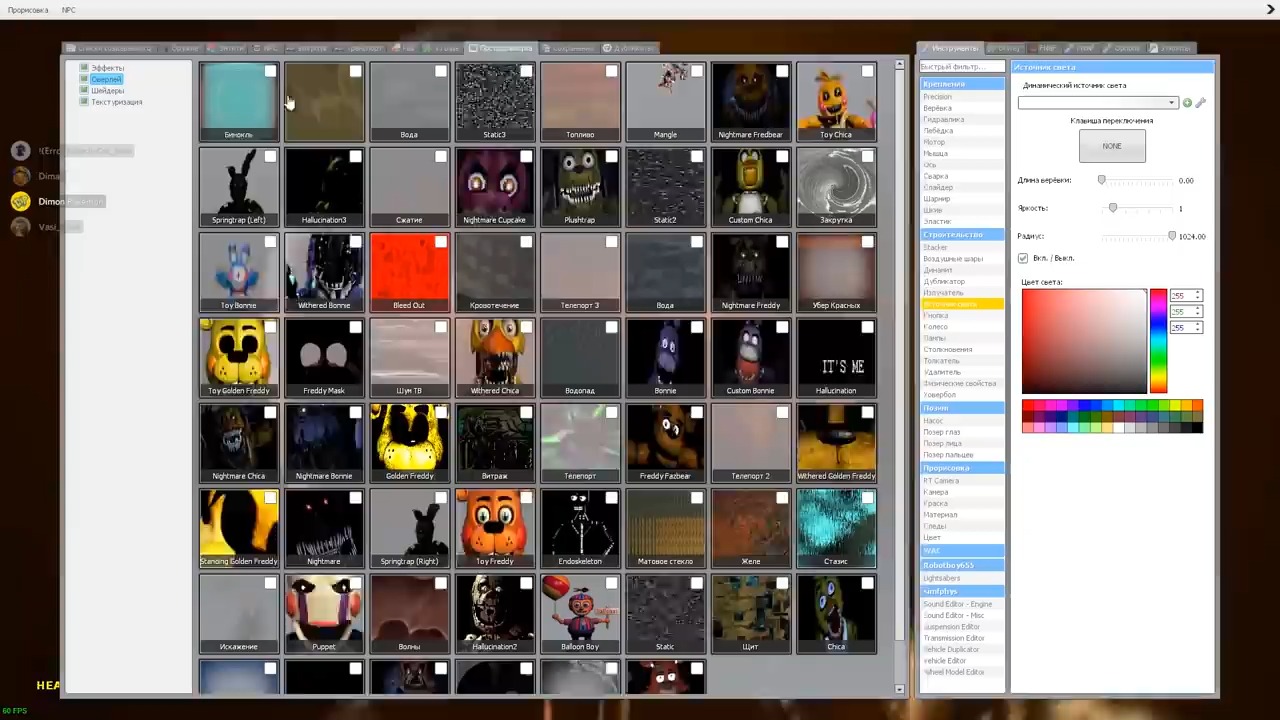 Прорисовка NPC
NPC
Постобработка
Сохранения
Дубликаты
Инструменты
Эффекты
Оверлей
Шейдеры
Текстуризация
Бинокль
Вода
Static3
Топливо
Mangle
Nightmare Fredbear
Toy Chica
Springtrap (Left)
Hallucination3
Сжатие
Nightmare Cupcake
Plushtrap
Static2
Custom Chica
Закрутка
Toy Bonnie
Withered Bonnie
Bleed Out
Кровотечение
Телепорт 3
Вода
Nightmare Freddy
Убер Красных
Toy Golden Freddy
Freddy Mask
Шум ТВ
Withered Chica
Водопад
Bonnie
Custom Bonnie
IT'S ME
Hallucination
Nightmare Chica
Nightmare Bonnie
Golden Freddy
Витраж
Телепорт
Freddy Fazbear
Телепорт 2
Withered Golden Freddy
Standing Golden Freddy
Nightmare
Springtrap (Right)
Toy Freddy
Endoskeleton
Матовое стекло
Желе
Стазис
Искажение
Puppet
Волны
Hallucination2
Balloon Boy
Static
Щит
Chica
Быстрый фильтр...
Крепления
Precision
Верёвка
Гидравлика
Лебёдка
Мотор
Мышца
Ось
Сварка
Слайдер
Шарнир
Шкив
Эластик
Строительство
Stacker
Воздушные шары
Динамит
Дубликатор
Излучатель
Источник света
Кнопка
Колесо
Лампы
Столкновения
Толкатель
Удалитель
Физические свойства
Ховербол
Позинг
Насос
Позер глаз
Позер лица
Позер пальцев
Прорисовка
RT Camera
Камера
Краска
Материал
Следы
Цвет
WAC
Robotboy655
Lightsabers
simfphys
Sound Editor - Engine
Sound Editor - Misc
Suspension Editor
Transmission Editor
Vehicle Duplicator
Vehicle Editor
Wheel Model Editor
Источник света
Динамический источник света
Клавиша переключения
NONE
Длина верёвки: 0.00
Яркость: 1
Радиус: 1024.00
Вкл. / Выкл.
Цвет света:
255
255
255
Dimon
HEA
60 FPS